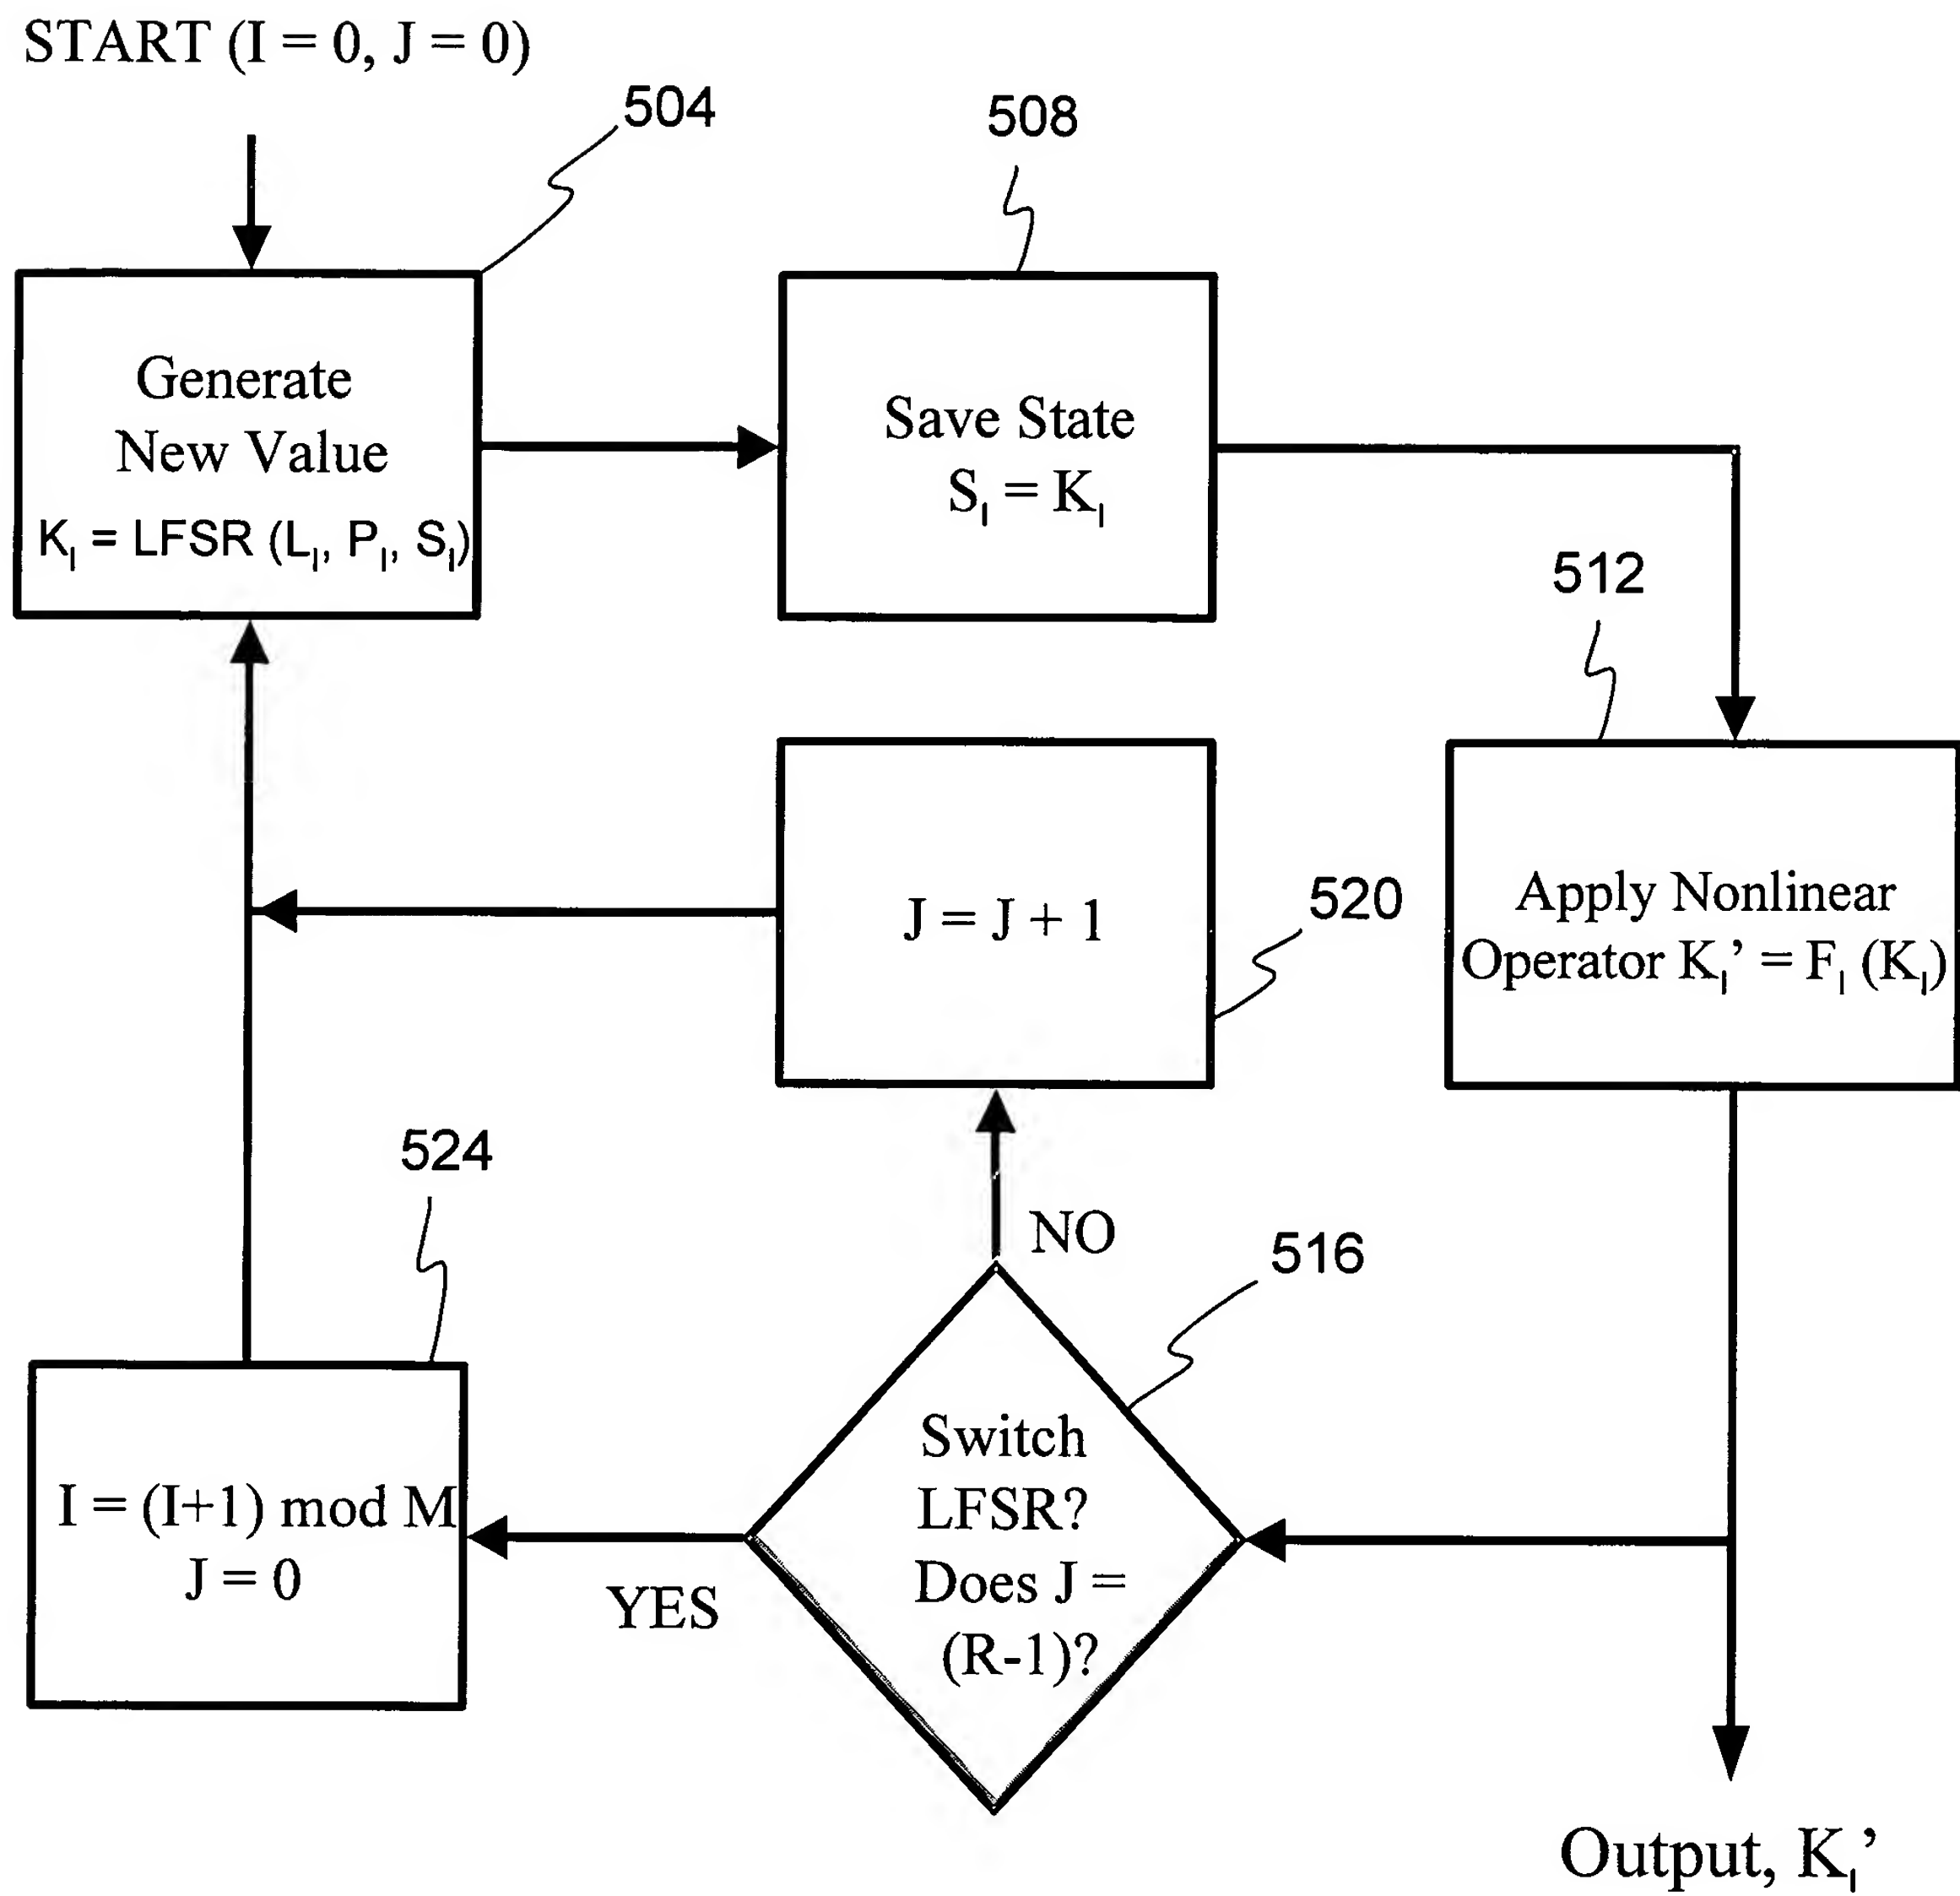 START (I = 0, J = 0)
504
508
Generate
New Value
K_I = LFSR (L_I, P_I, S_I)
Save State
S_I = K_I
512
J = J + 1
520
Apply Nonlinear
Operator K_I’ = F_I (K_I)
524
NO
516
I = (I+1) mod M
J = 0
YES
Switch
LFSR?
Does J =
(R-1)?
Output, K_I’